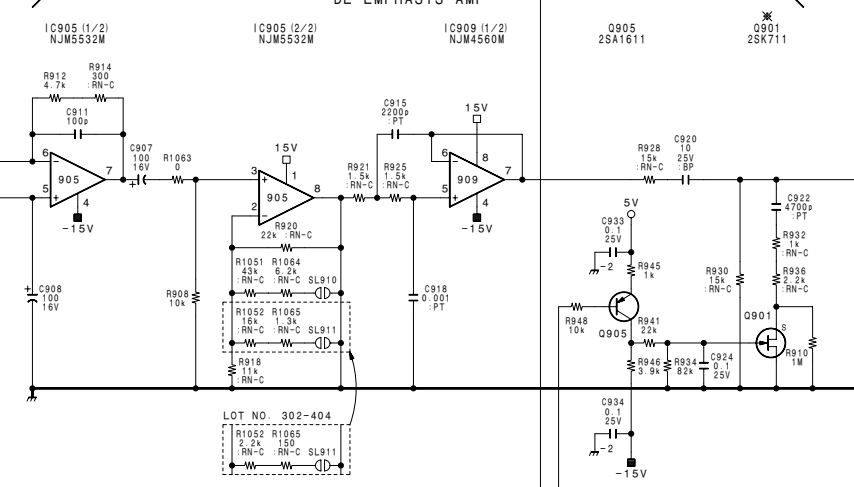 DE EMPHASIS AMP
IC905 (1/2)
NJM5532M
IC905 (2/2)
NJM5532M
IC909 (1/2)
NJM4560M
Q905
2SA1611
※
Q901
2SK711
R912
4.7k
R914
300
:RN-C
C911
100p
6
5
905
7
4
-15V
C907
100
16V
R1063
0
C908
100
16V
R908
10k
15V
3
2
905
1
8
R920
22k :RN-C
R1051
43k
:RN-C
R1064
6.2k
:RN-C
SL910
R1052
16k
:RN-C
R1065
1.3k
:RN-C
SL911
R918
11k
:RN-C
LOT NO. 302-404
R1052
2.2k
:RN-C
R1065
150
:RN-C
SL911
R921
1.5k
:RN-C
R925
1.5k
:RN-C
C915
2200p
:PT
C918
0.001
:PT
15V
6
5
909
8
7
4
-15V
R928
15k
:RN-C
C920
10
25V
:BP
5V
C933
0.1
25V
-2
R945
1k
R948
10k
Q905
R941
22k
R946
3.9k
R934
82k
C924
0.1
25V
C934
0.1
25V
-2
-15V
R930
15k
:RN-C
C922
4700p
:PT
R932
1k
:RN-C
R936
2.2k
:RN-C
Q901
S
R910
1M